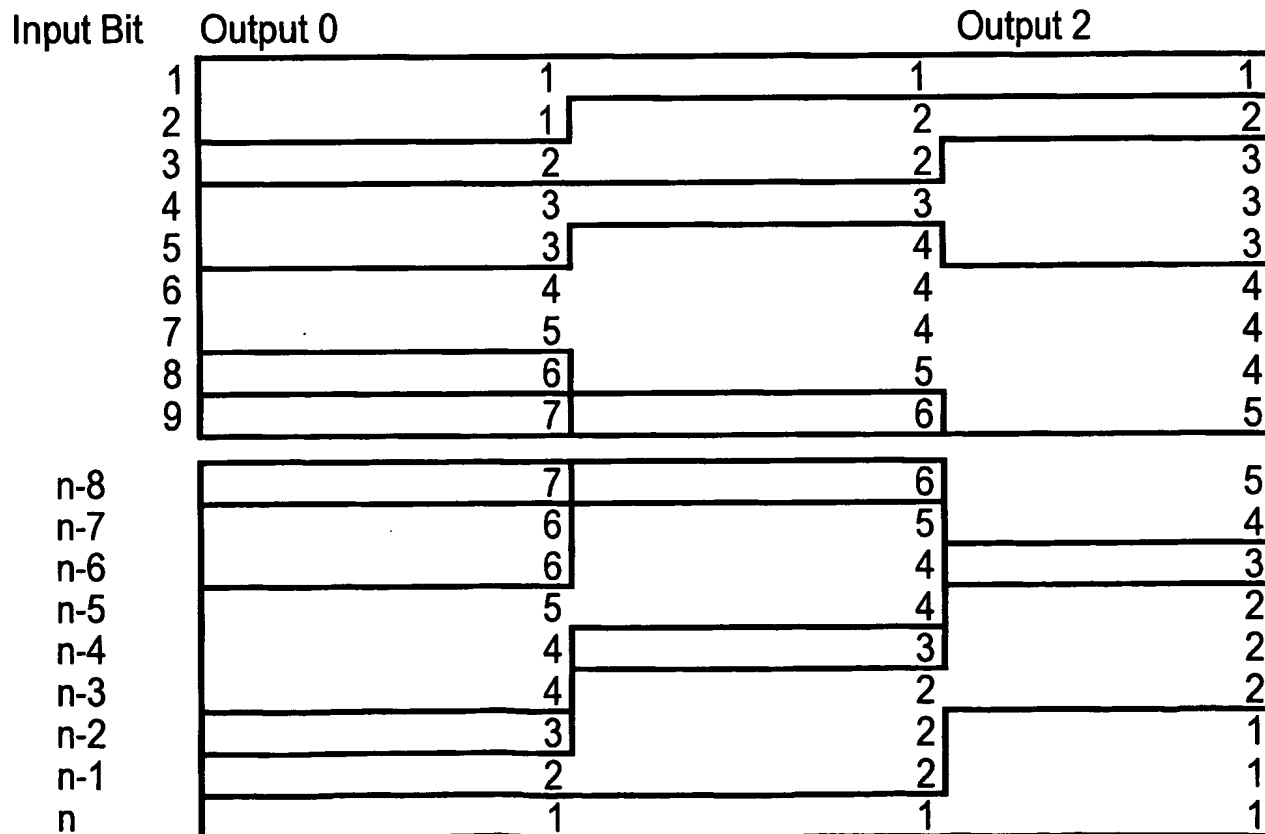 Input Bit Output 0 Output 2
1 1 1 1
2 1 2 2
3 2 2 3
4 3 3 3
5 3 4 3
6 4 4 4
7 5 4 4
8 6 5 4
9 7 6 5
n-8 7 6 5
n-7 6 5 4
n-6 6 4 3
n-5 5 4 2
n-4 4 3 2
n-3 4 2 2
n-2 3 2 1
n-1 2 2 1
n 1 1 1